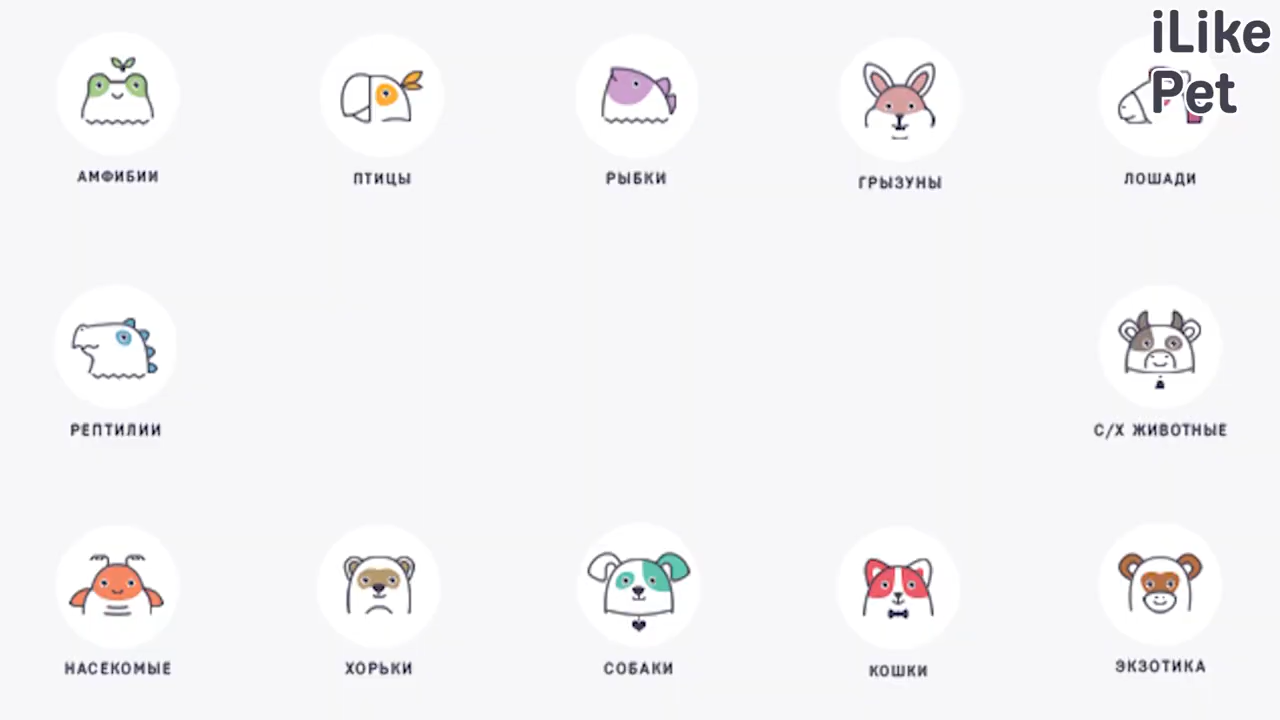 iLike
Pet
АМФИБИИ
ПТИЦЫ
РЫБКИ
ГРЫЗУНЫ
ЛОШАДИ
РЕПТИЛИИ
С/Х ЖИВОТНЫЕ
НАСЕКОМЫЕ
ХОРЬКИ
СОБАКИ
КОШКИ
ЭКЗОТИКА